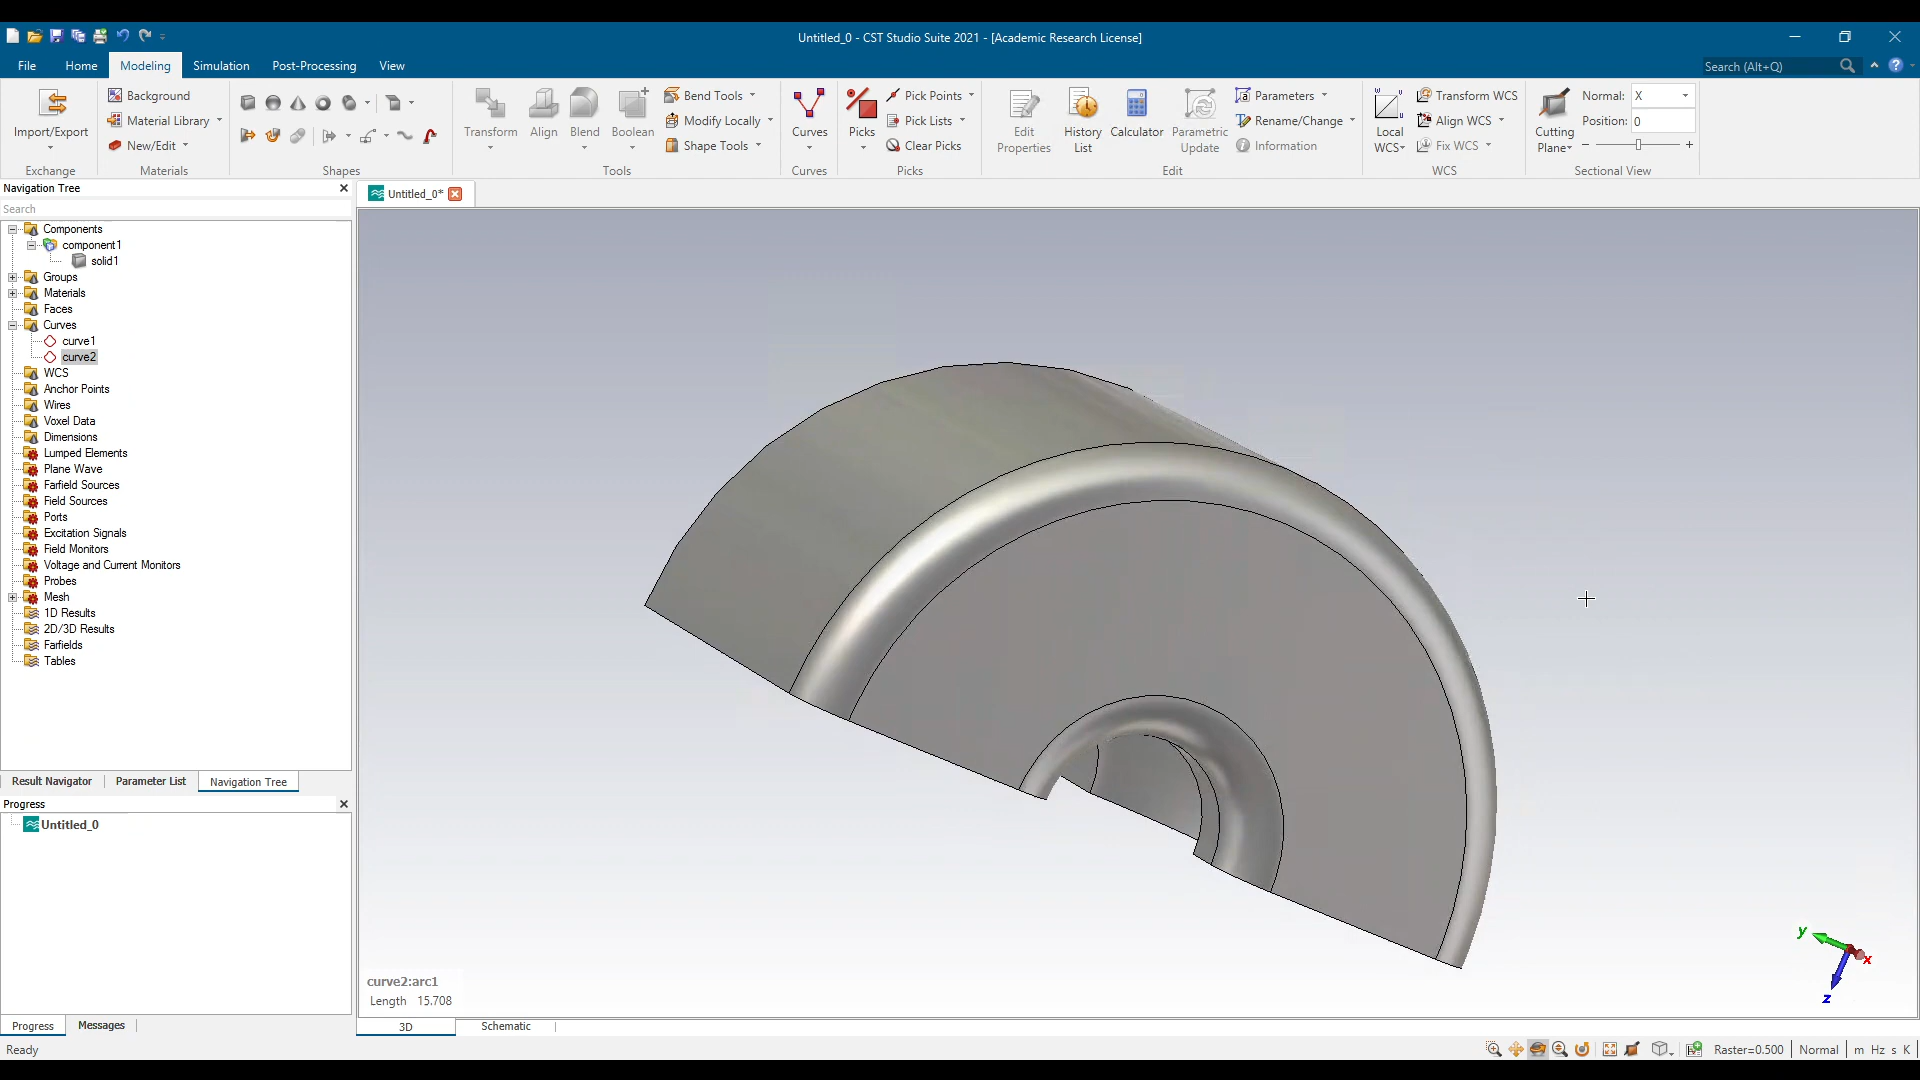 Untitled_0 - CST Studio Suite 2021 - [Academic Research License]
File Home Modeling Simulation Post-Processing View Search (Alt+Q)
Import/Export
Exchange
Background
Material Library
New/Edit
Materials
Shapes
Transform Align Blend Boolean
Bend Tools
Modify Locally
Shape Tools
Tools
Curves
Curves
Picks
Pick Points
Pick Lists
Clear Picks
Picks
Edit
Properties
History
List
Calculator
Parametric
Update
Parameters
Rename/Change
Information
Edit
Local
WCS
Transform WCS
Align WCS
Fix WCS
WCS
Cutting
Plane
Normal: X
Position: 0
Sectional View
Navigation Tree
Search
Components
component1
solid1
Groups
Materials
Faces
Curves
curve1
curve2
WCS
Anchor Points
Wires
Voxel Data
Dimensions
Lumped Elements
Plane Wave
Farfield Sources
Field Sources
Ports
Excitation Signals
Field Monitors
Voltage and Current Monitors
Probes
Mesh
1D Results
2D/3D Results
Farfields
Tables
Result Navigator Parameter List Navigation Tree
Progress
Untitled_0
Progress Messages
Ready
Untitled_0*
curve2:arc1
Length 15.708
y
x
z
3D Schematic
Raster=0.500 Normal m Hz s K